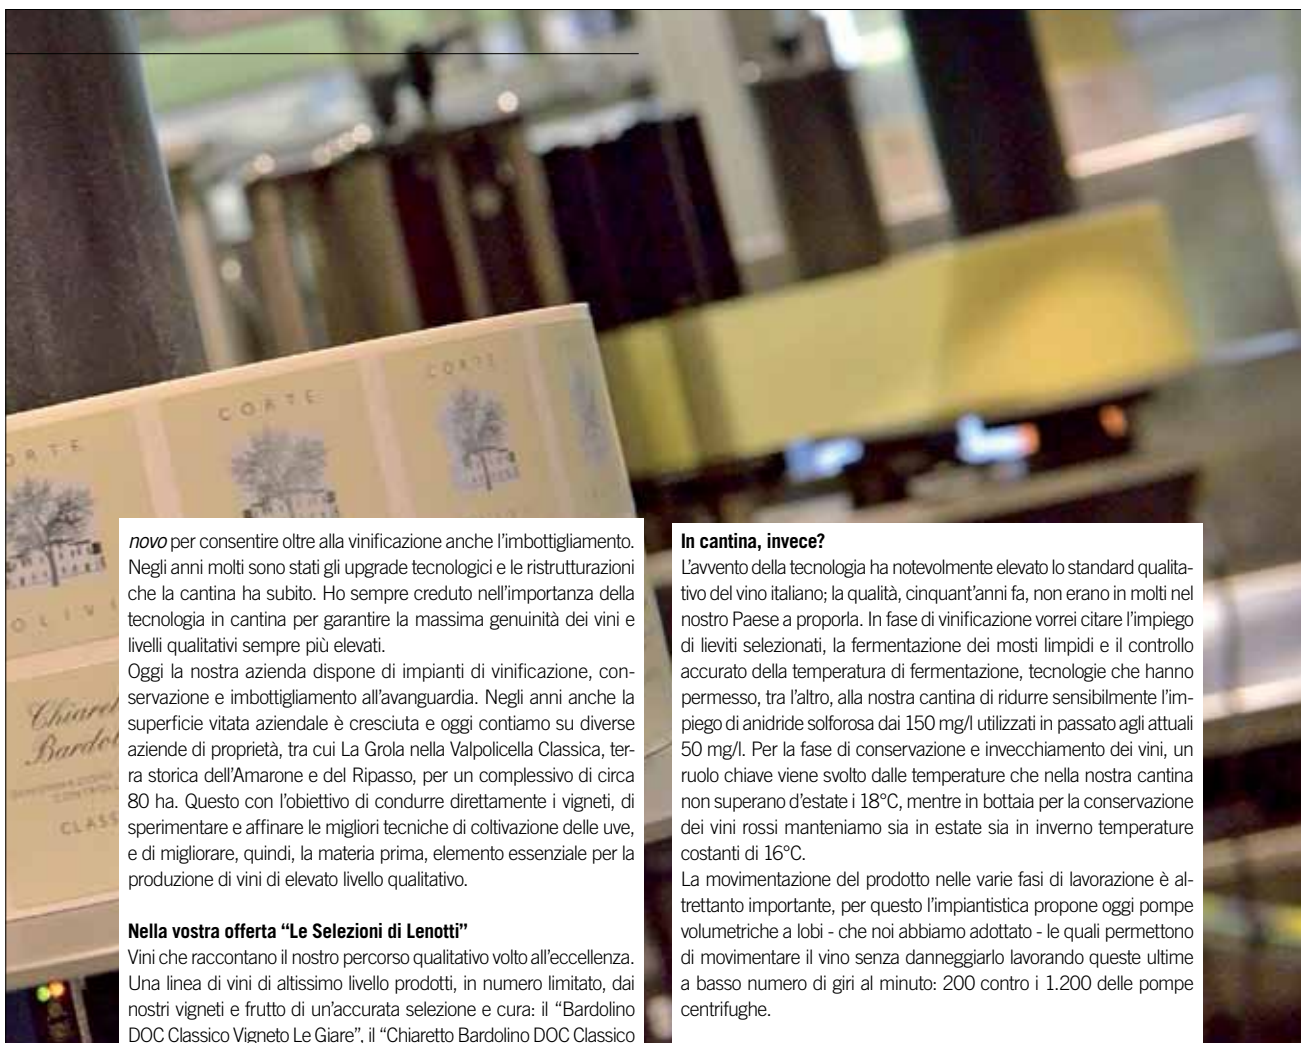 CORTE
CORTE
novo per consentire oltre alla vinificazione anche l'imbottigliamento.
Negli anni molti sono stati gli upgrade tecnologici e le ristrutturazioni
che la cantina ha subito. Ho sempre creduto nell'importanza della
tecnologia in cantina per garantire la massima genuinità dei vini e
livelli qualitativi sempre più elevati.
Oggi la nostra azienda dispone di impianti di vinificazione, con-
servazione e imbottigliamento all'avanguardia. Negli anni anche la
superficie vitata aziendale è cresciuta e oggi contiamo su diverse
aziende di proprietà, tra cui La Grola nella Valpolicella Classica, ter-
ra storica dell'Amarone e del Ripasso, per un complessivo di circa
80 ha. Questo con l'obiettivo di condurre direttamente i vigneti, di
sperimentare e affinare le migliori tecniche di coltivazione delle uve,
e di migliorare, quindi, la materia prima, elemento essenziale per la
produzione di vini di elevato livello qualitativo.
Nella vostra offerta “Le Selezioni di Lenotti”
Vini che raccontano il nostro percorso qualitativo volto all'eccellenza.
Una linea di vini di altissimo livello prodotti, in numero limitato, dai
nostri vigneti e frutto di un'accurata selezione e cura: il “Bardolino
DOC Classico Vigneto Le Giare”, il “Chiaretto Bardolino DOC Classico
In cantina, invece?
L'avvento della tecnologia ha notevolmente elevato lo standard qualita-
tivo del vino italiano; la qualità, cinquant'anni fa, non erano in molti nel
nostro Paese a proporla. In fase di vinificazione vorrei citare l'impiego
di lieviti selezionati, la fermentazione dei mosti limpidi e il controllo
accurato della temperatura di fermentazione, tecnologie che hanno
permesso, tra l'altro, alla nostra cantina di ridurre sensibilmente l'im-
piego di anidride solforosa dai 150 mg/l utilizzati in passato agli attuali
50 mg/l. Per la fase di conservazione e invecchiamento dei vini, un
ruolo chiave viene svolto dalle temperature che nella nostra cantina
non superano d'estate i 18°C, mentre in bottaia per la conservazione
dei vini rossi manteniamo sia in estate sia in inverno temperature
costanti di 16°C.
La movimentazione del prodotto nelle varie fasi di lavorazione è al-
trettanto importante, per questo l'impiantistica propone oggi pompe
volumetriche a lobi - che noi abbiamo adottato - le quali permettono
di movimentare il vino senza danneggiarlo lavorando queste ultime
a basso numero di giri al minuto: 200 contro i 1.200 delle pompe
centrifughe.